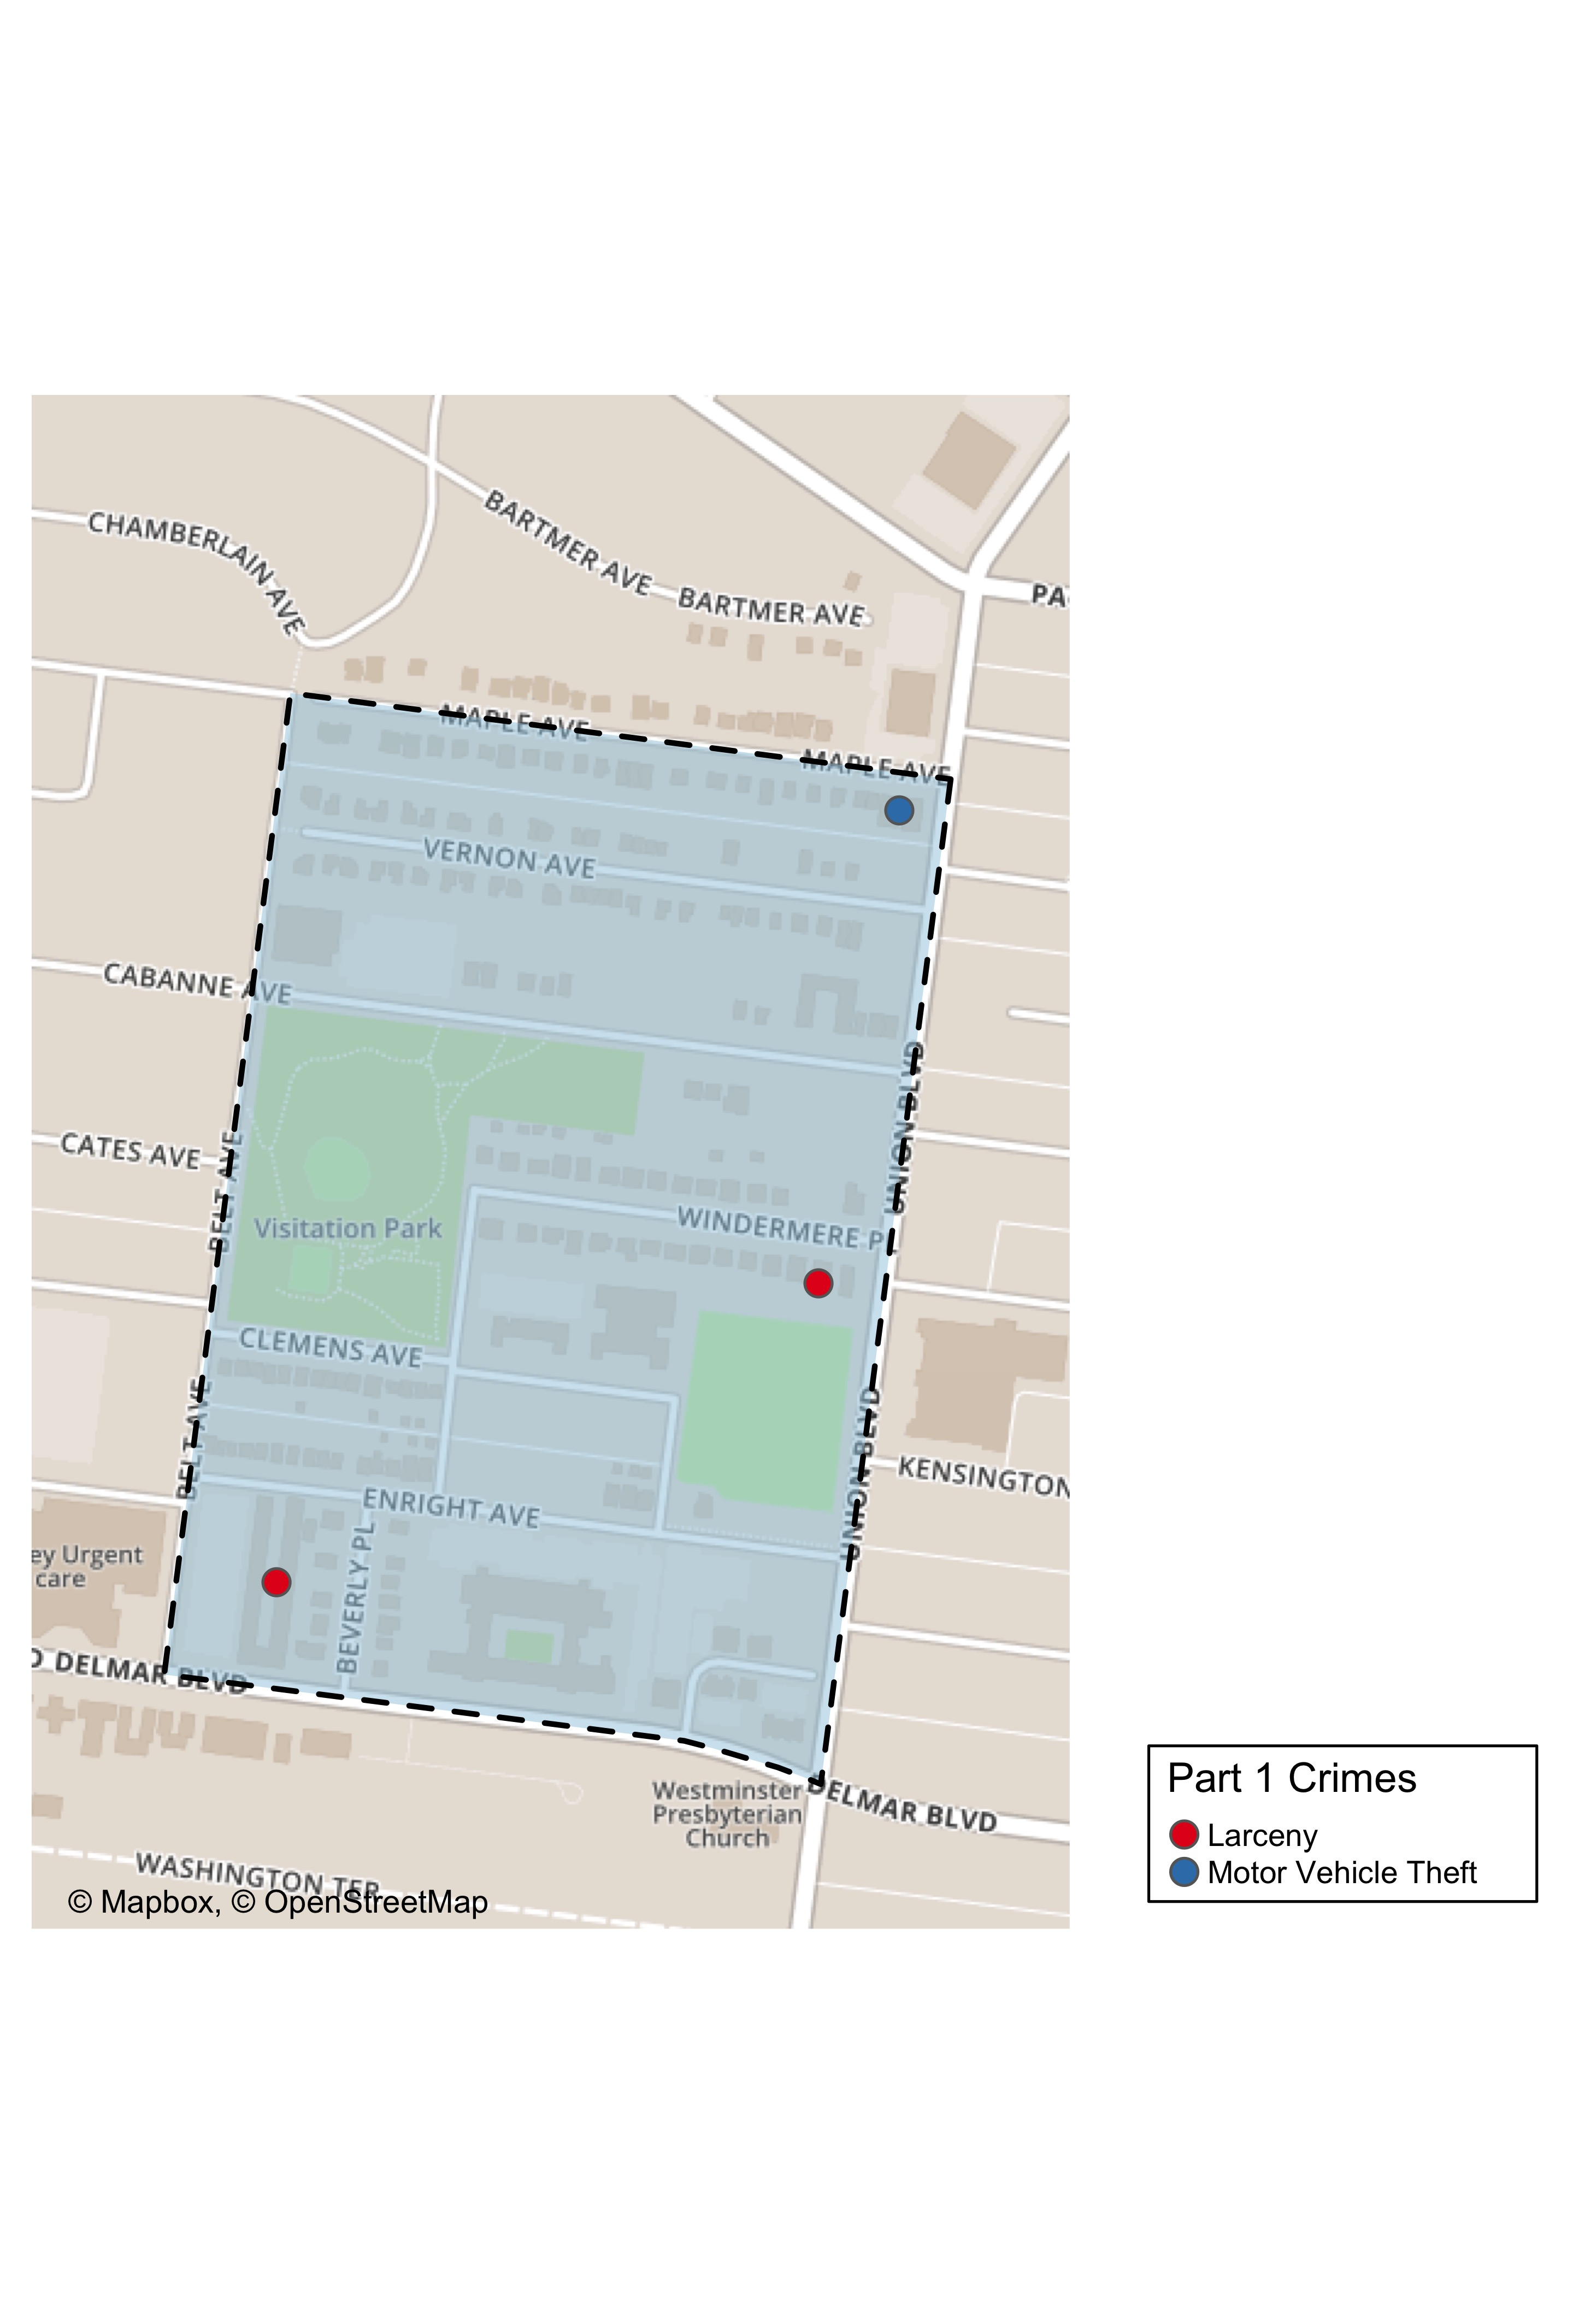 CHAMBERLAIN AVE
BARTMER AVE
BARTMER AVE
MAPLE AVE
MAPLE AVE
VERNON AVE
CABANNE AVE
UNION BLVD
CATES AVE
BELT AVE
Visitation Park
WINDERMERE
CLEMENS AVE
BELT AVE
UNION BLVD
KENSINGTON
ENRIGHT AVE
BEVERLY PL
ey Urgent
care
DELMAR BLVD
Westminster
Presbyterian
Church
DELMAR BLVD
WASHINGTON TER
© Mapbox, © OpenStreetMap
Part 1 Crimes
Larceny
Motor Vehicle Theft